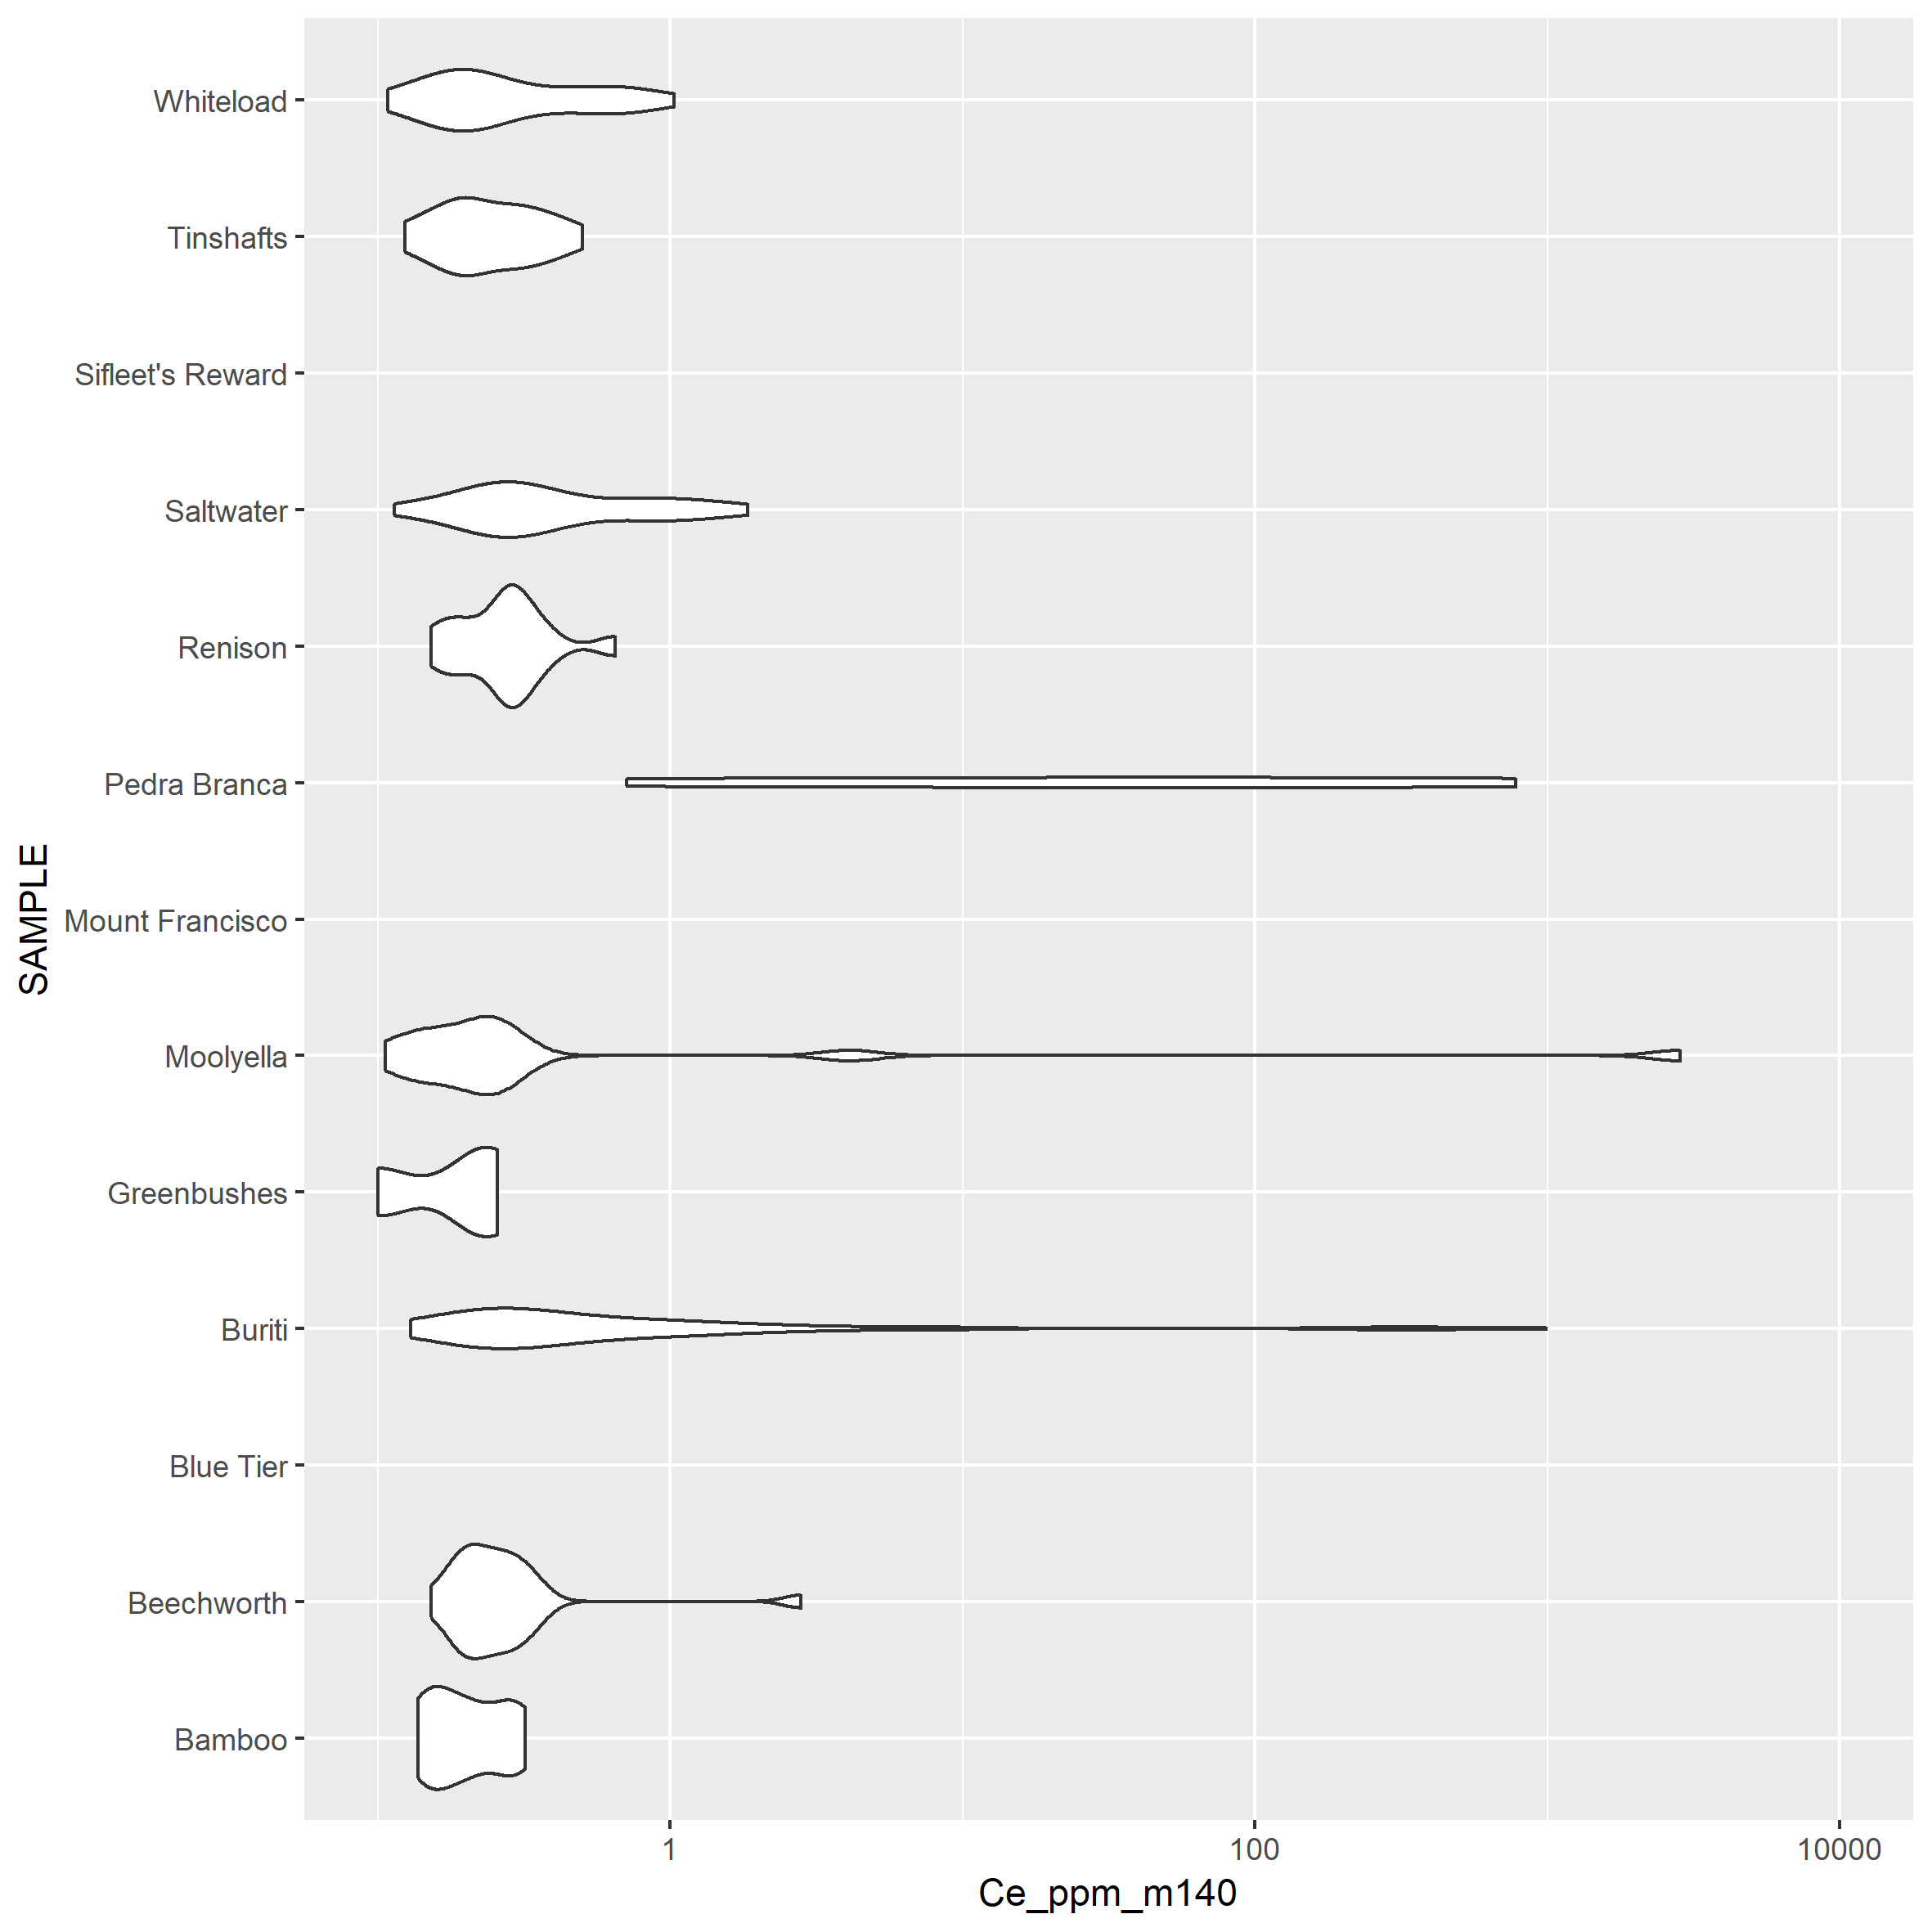 Whiteload
Tinshafts
Sifleet's Reward
Saltwater
Renison
Pedra Branca
Mount Francisco
Moolyella
Greenbushes
Buriti
Blue Tier
Beechworth
Bamboo
SAMPLE
1
100
10000
Ce_ppm_m140